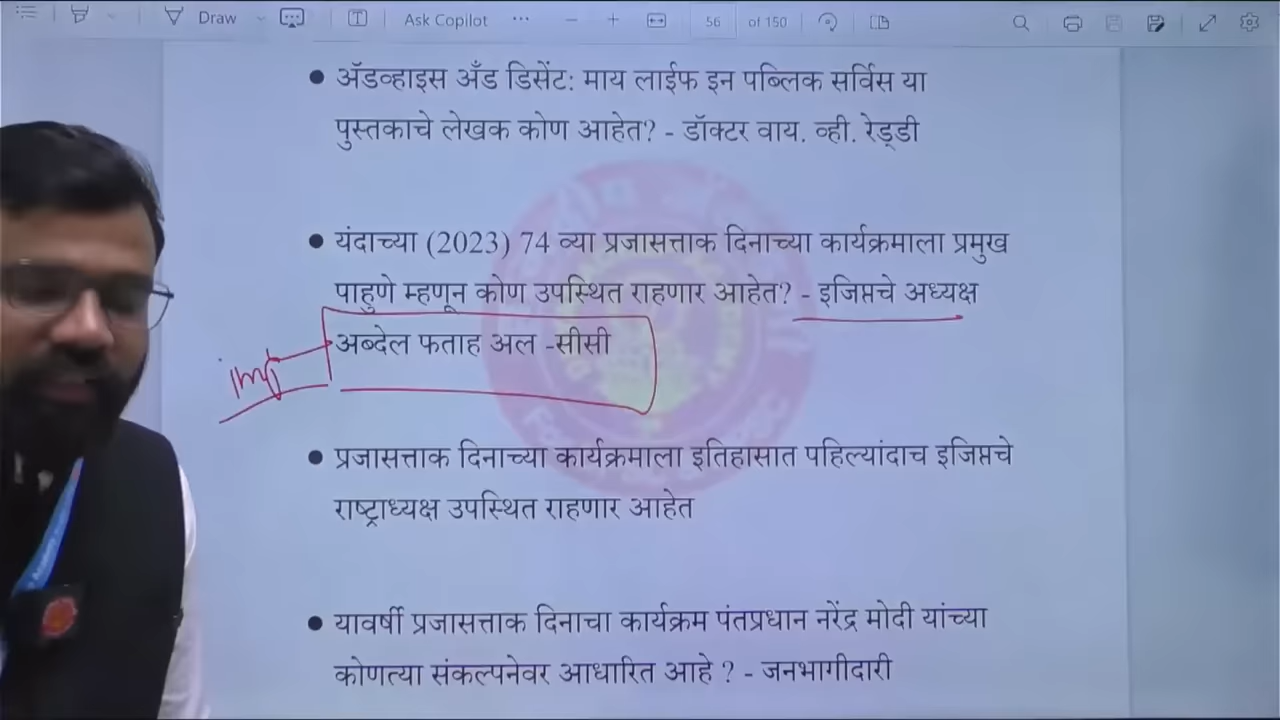 Draw
Ask Copilot
56 of 150
● ॲडव्हाइस अँड डिसेंट: माय लाईफ इन पब्लिक सर्विस या
पुस्तकाचे लेखक कोण आहेत? - डॉक्टर वाय. व्ही. रेड्डी
● यंदाच्या (2023) 74 व्या प्रजासत्ताक दिनाच्या कार्यक्रमाला प्रमुख
पाहुणे म्हणून कोण उपस्थित राहणार आहेत? - इजिप्तचे अध्यक्ष
अब्देल फताह अल -सीसी
imp
● प्रजासत्ताक दिनाच्या कार्यक्रमाला इतिहासात पहिल्यांदाच इजिप्तचे
राष्ट्राध्यक्ष उपस्थित राहणार आहेत
● यावर्षी प्रजासत्ताक दिनाचा कार्यक्रम पंतप्रधान नरेंद्र मोदी यांच्या
कोणत्या संकल्पनेवर आधारित आहे ? - जनभागीदारी